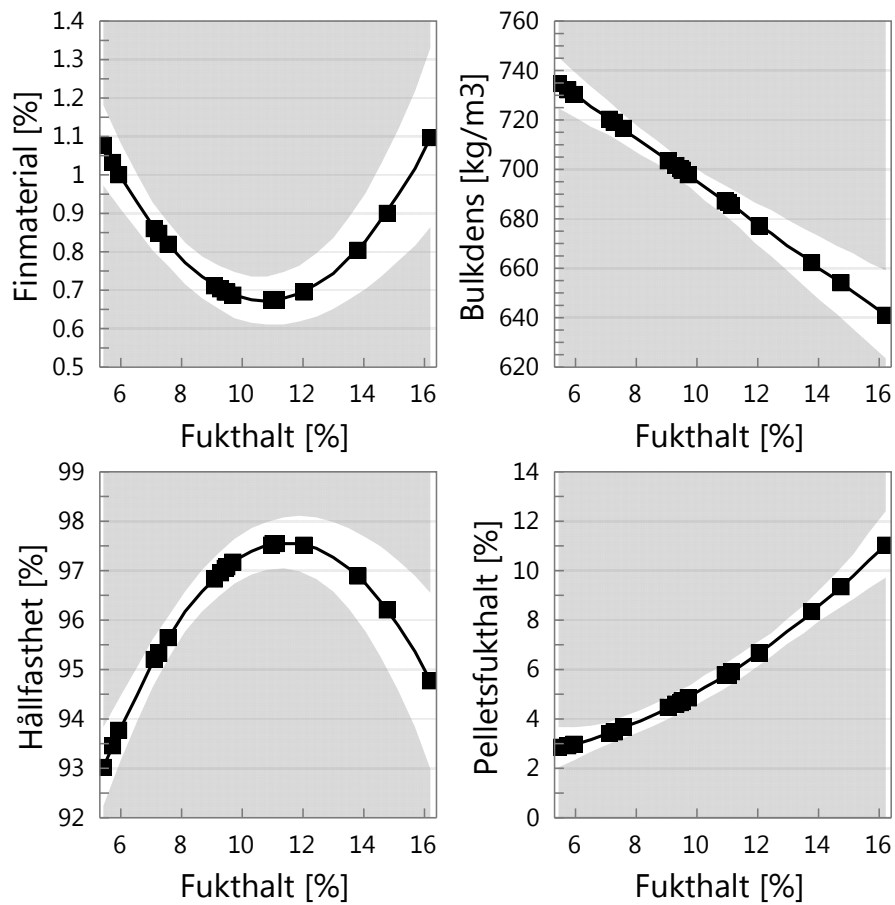 Finmaterial [%]
1.4
1.3
1.2
1.1
1
0.9
0.8
0.7
0.6
0.5
6 8 10 12 14 16
Fukthalt [%]
Bulkdens [kg/m3]
760
740
720
700
680
660
640
620
6 8 10 12 14 16
Fukthalt [%]
Hållfasthet [%]
99
98
97
96
95
94
93
92
6 8 10 12 14 16
Fukthalt [%]
Pelletsfukthalt [%]
14
12
10
8
6
4
2
0
6 8 10 12 14 16
Fukthalt [%]